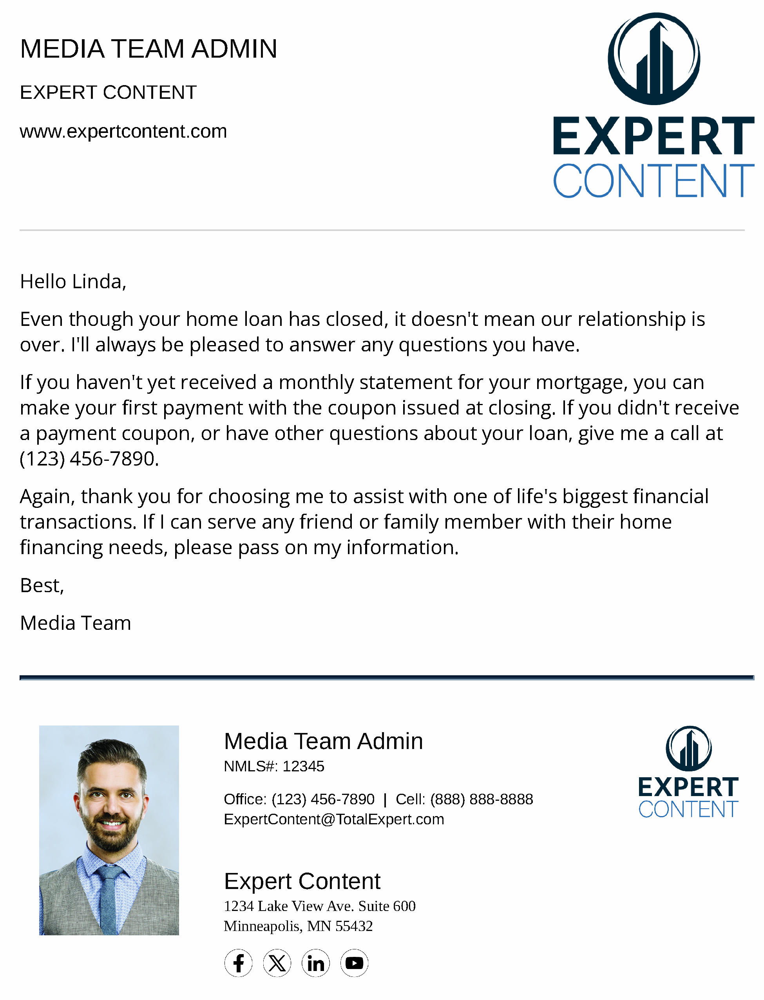 MEDIA TEAM ADMIN
EXPERT CONTENT
www.expertcontent.com
EXPERT
CONTENT
Hello Linda,
Even though your home loan has closed, it doesn't mean our relationship is
over. I'll always be pleased to answer any questions you have.
If you haven't yet received a monthly statement for your mortgage, you can
make your first payment with the coupon issued at closing. If you didn't receive
a payment coupon, or have other questions about your loan, give me a call at
(123) 456-7890.
Again, thank you for choosing me to assist with one of life's biggest financial
transactions. If I can serve any friend or family member with their home
financing needs, please pass on my information.
Best,
Media Team
Media Team Admin
NMLS#: 12345
Office: (123) 456-7890 | Cell: (888) 888-8888
ExpertContent@TotalExpert.com
EXPERT
CONTENT
Expert Content
1234 Lake View Ave. Suite 600
Minneapolis, MN 55432